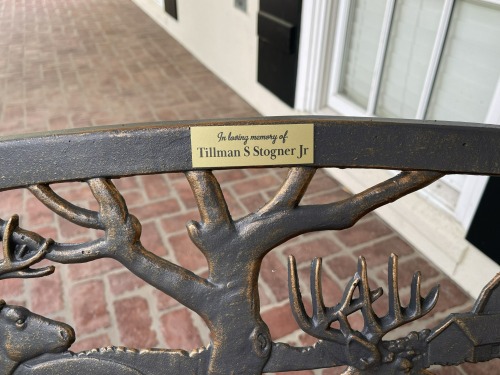 In loving memory of
Tillman S Stogner Jr